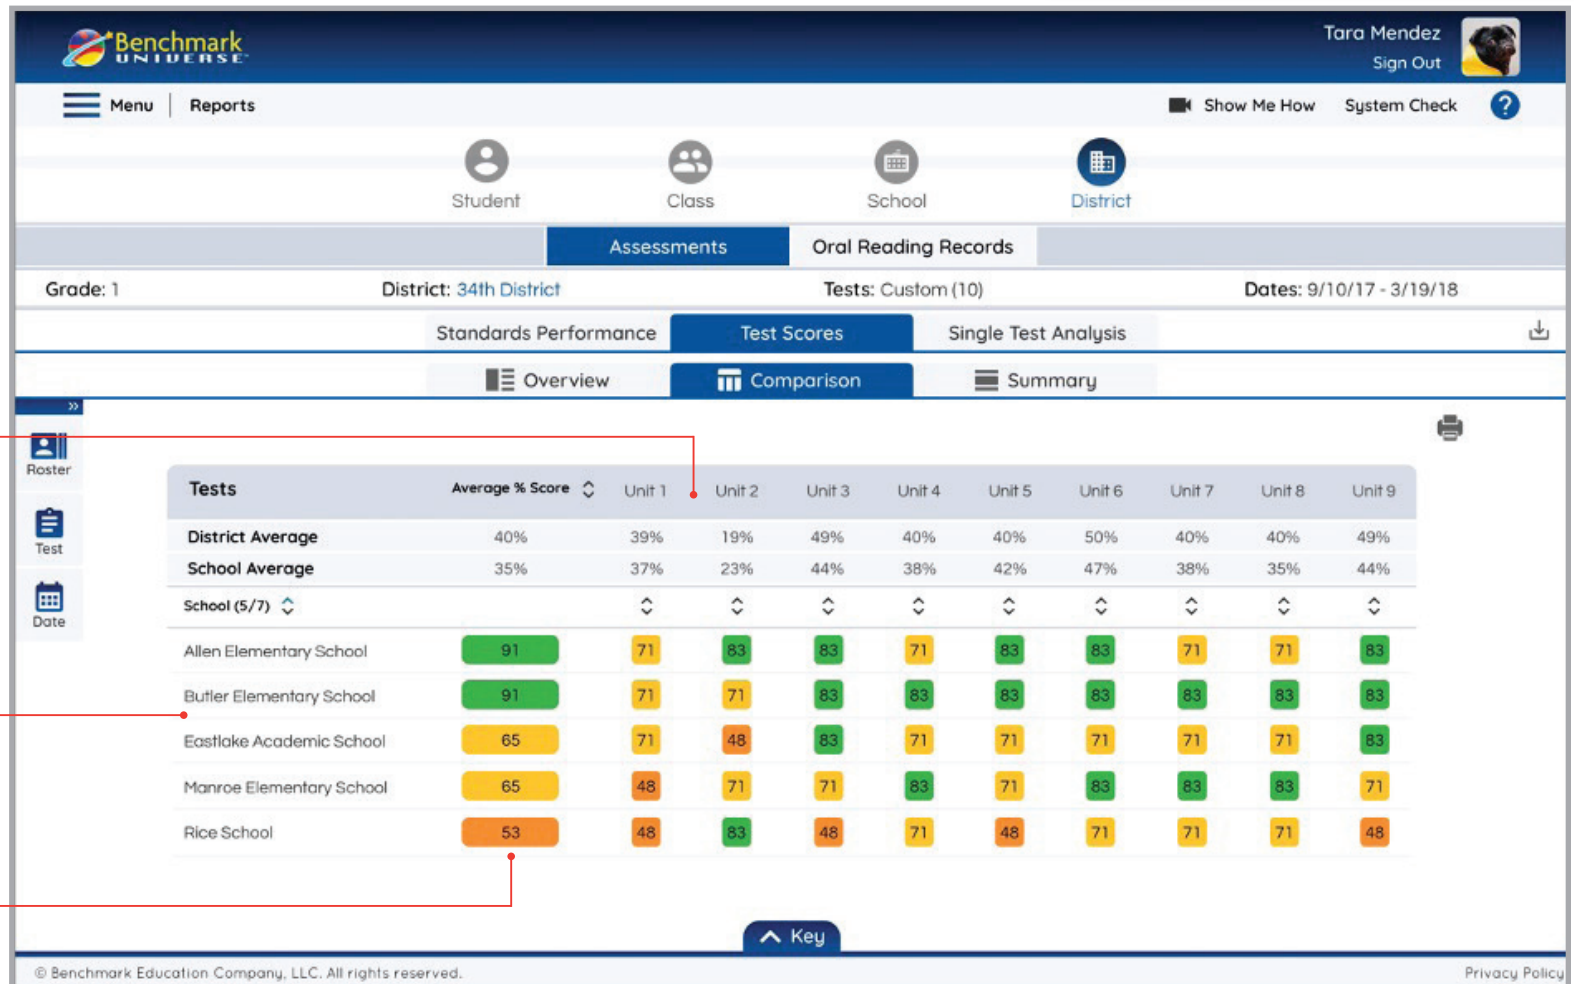 Benchmark
UNIVERSE
Tara Mendez
Sign Out
Menu | Reports
Show Me How System Check ?
Student Class School District
Assessments Oral Reading Records
Grade: 1 District: 34th District Tests: Custom (10) Dates: 9/10/17 - 3/19/18
Standards Performance Test Scores Single Test Analysis
Overview Comparison Summary
»
Roster
Test
Date
Tests Average % Score Unit 1 Unit 2 Unit 3 Unit 4 Unit 5 Unit 6 Unit 7 Unit 8 Unit 9
District Average 40% 39% 19% 49% 40% 40% 50% 40% 40% 49%
School Average 35% 37% 23% 44% 38% 42% 47% 38% 35% 44%
School (5/7)
Allen Elementary School 91 71 83 83 71 83 83 71 71 83
Butler Elementary School 91 71 71 83 83 83 83 83 83 83
Eastlake Academic School 65 71 48 83 71 71 71 71 71 83
Manroe Elementary School 65 48 71 71 83 71 83 83 83 71
Rice School 53 48 83 48 71 48 71 71 71 48
Key
© Benchmark Education Company, LLC. All rights reserved. Privacy Policy